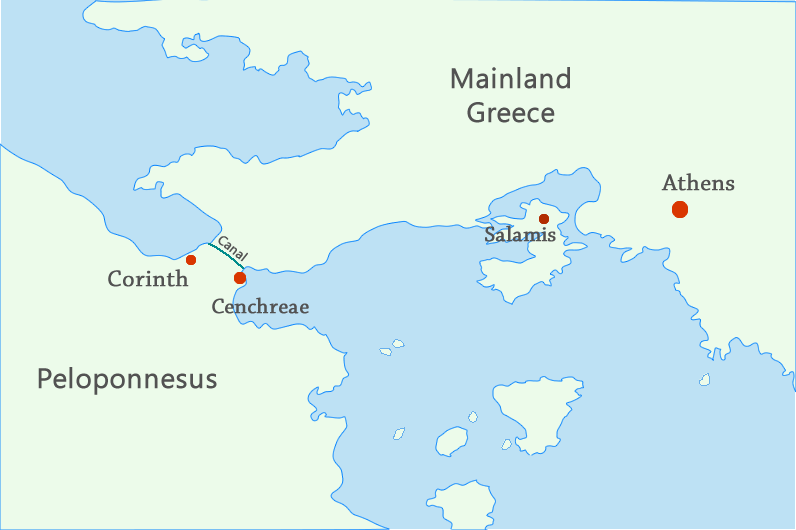 Mainland
Greece
Athens
Salamis
Canal
Corinth
Cenchreae
Peloponnesus